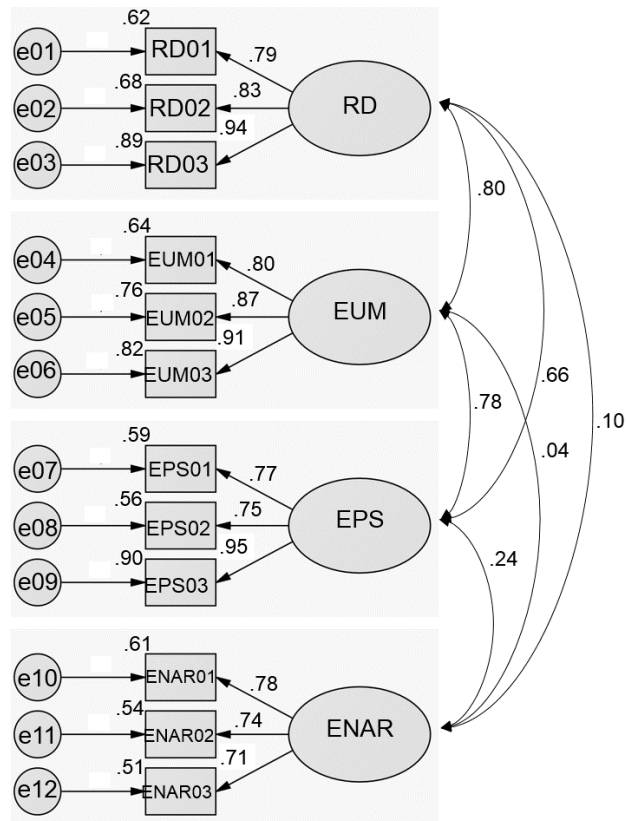 .62
e01 RD01 .79
.68
e02 RD02 .83 RD
.89 .94
e03 RD03
.80
.64
e04 EUM01 .80
.76
e05 EUM02 .87 EUM
.82 .91
e06 EUM03
.78 .66 .10
.59 .04
e07 EPS01 .77
.56
e08 EPS02 .75 EPS
.90 .95
e09 EPS03
.24
.61
e10 ENAR01 .78
.54
e11 ENAR02 .74 ENAR
.51 .71
e12 ENAR03